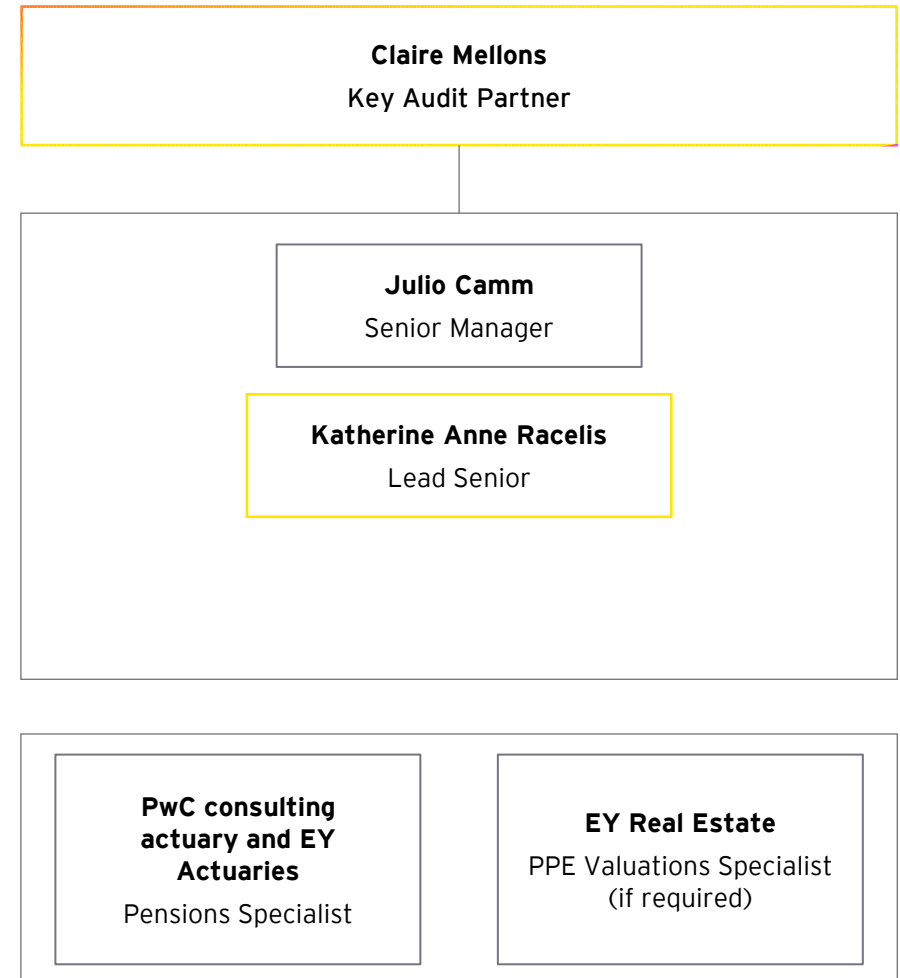 Claire Mellons
Key Audit Partner
Julio Camm
Senior Manager
Katherine Anne Racelis
Lead Senior
PwC consulting
actuary and EY
Actuaries
Pensions Specialist
EY Real Estate
PPE Valuations Specialist
(if required)